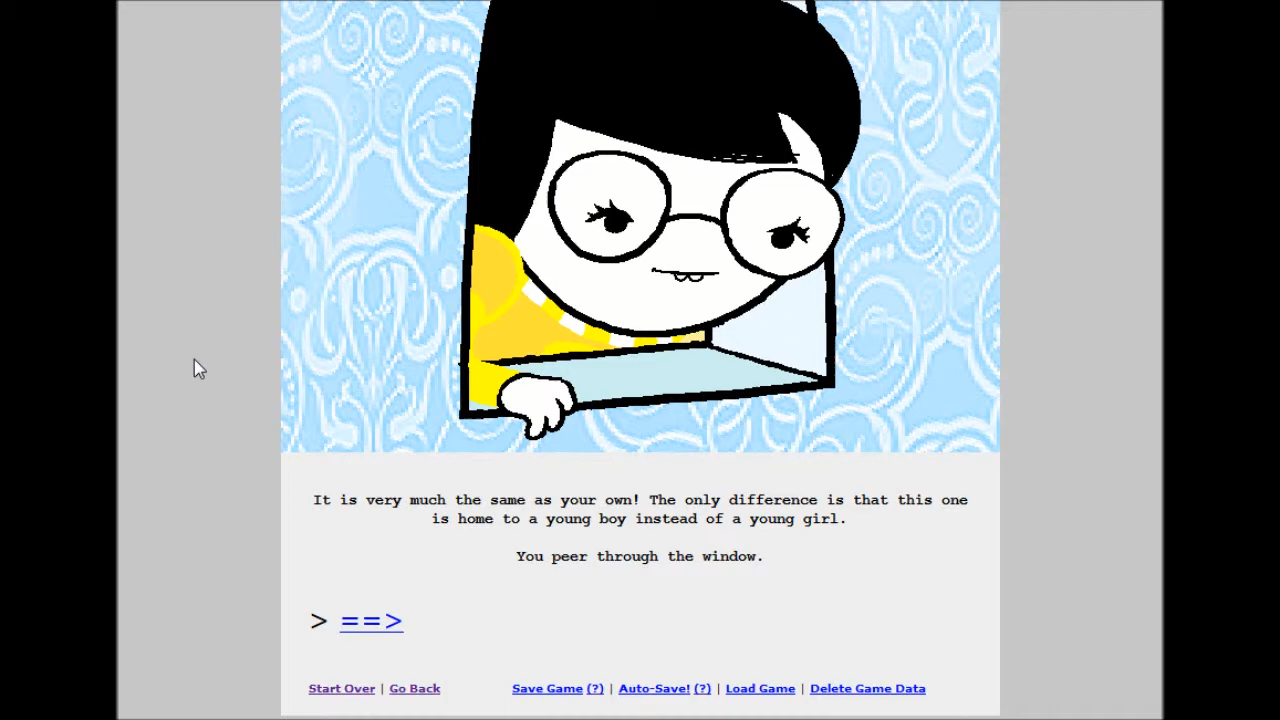 It is very much the same as your own! The only difference is that this one
is home to a young boy instead of a young girl.
You peer through the window.
> ==>
Start Over | Go Back Save Game (?) | Auto-Save! (?) | Load Game | Delete Game Data